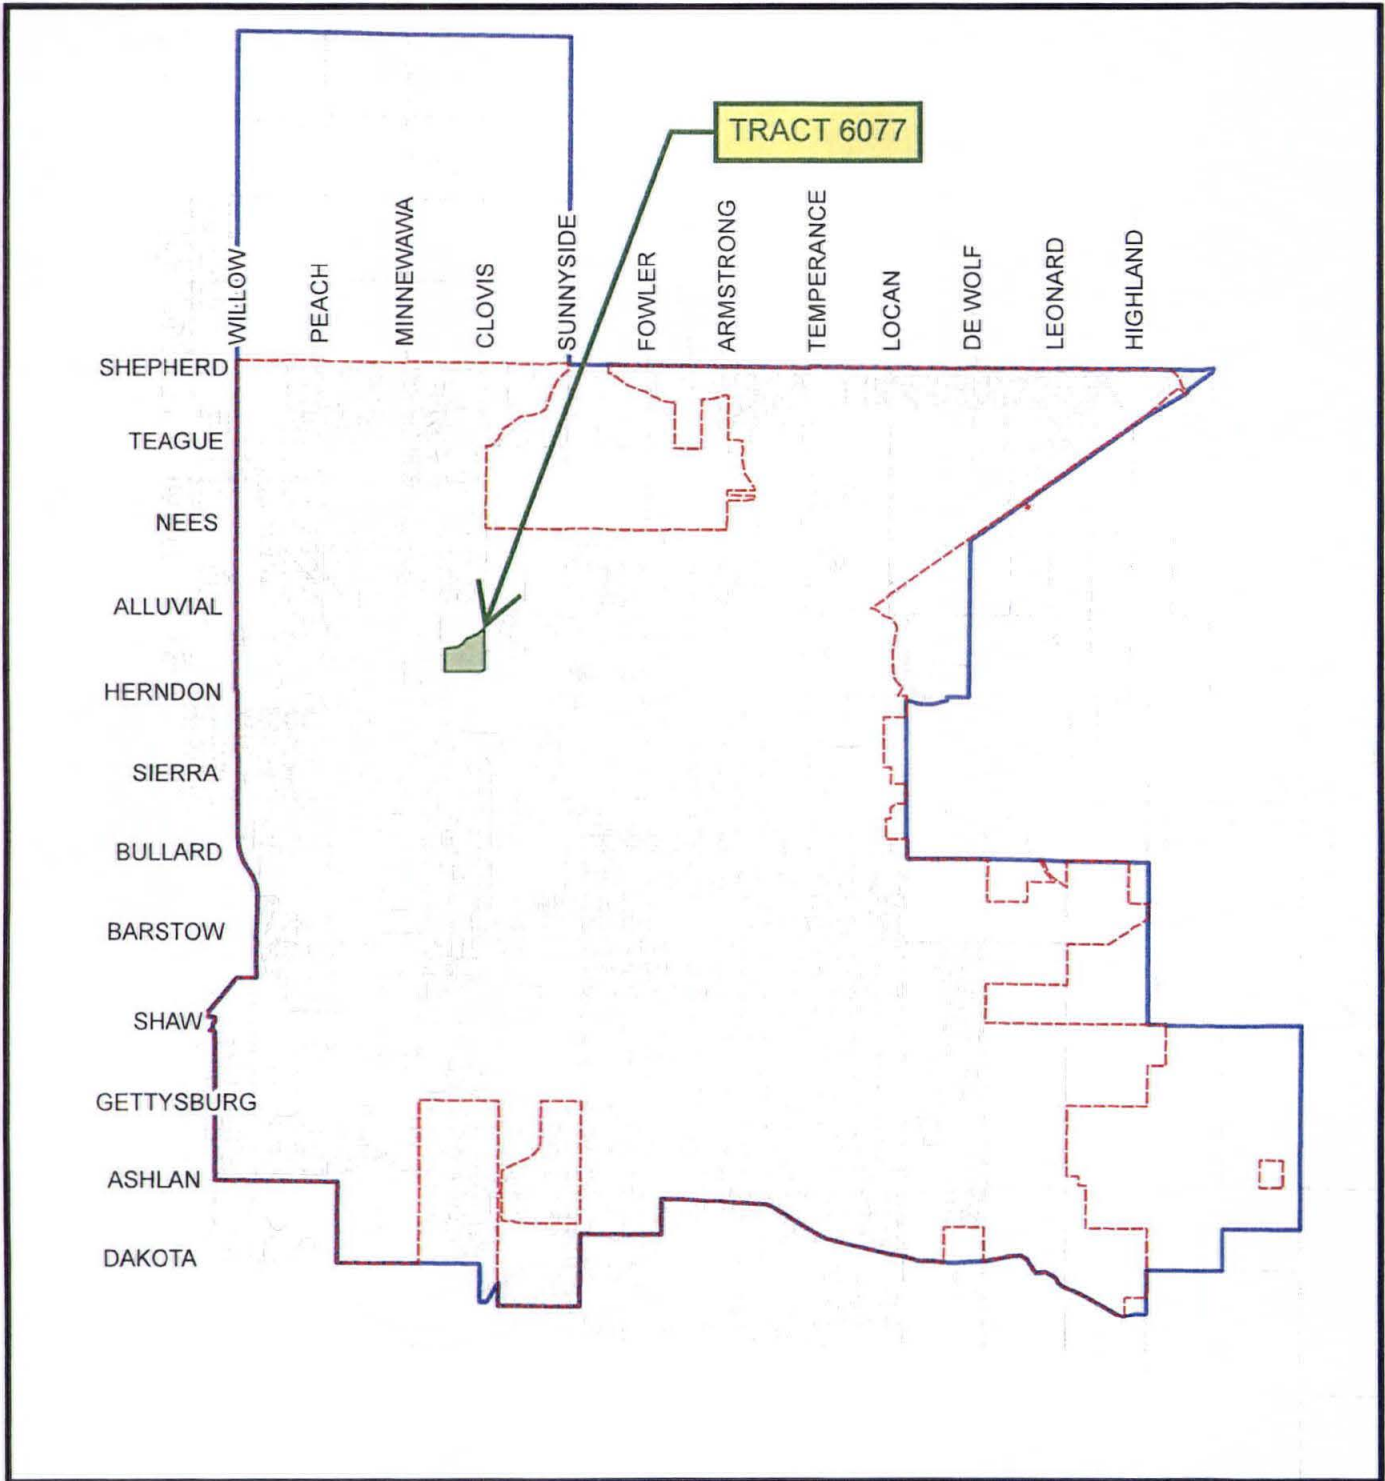 TRACT 6077
WILLOW
PEACH
MINNEWAWA
CLOVIS
SUNNYSIDE
FOWLER
ARMSTRONG
TEMPERANCE
LOCAN
DE WOLF
LEONARD
HIGHLAND
SHEPHERD
TEAGUE
NEES
ALLUVIAL
HERNDON
SIERRA
BULLARD
BARSTOW
SHAW
GETTYSBURG
ASHLAN
DAKOTA